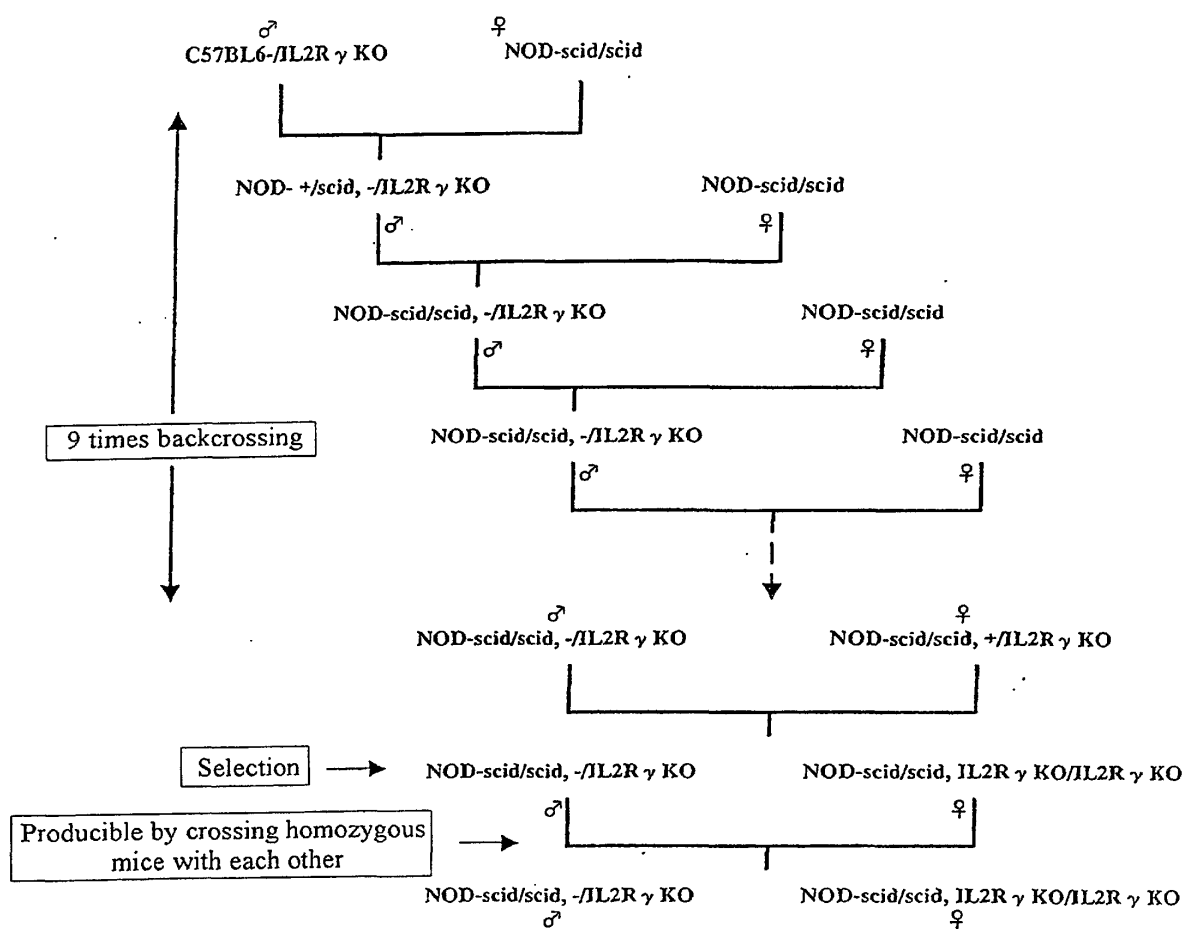 ♂ ♀
C57BL6-/IL2R γ KO NOD-scid/scid
NOD- +/scid, -/IL2R γ KO NOD-scid/scid
♂ ♀
NOD-scid/scid, -/IL2R γ KO NOD-scid/scid
♂ ♀
9 times backcrossing
NOD-scid/scid, -/IL2R γ KO NOD-scid/scid
♂ ♀
♂ ♀
NOD-scid/scid, -/IL2R γ KO NOD-scid/scid, +/IL2R γ KO
Selection
NOD-scid/scid, -/IL2R γ KO NOD-scid/scid, IL2R γ KO/IL2R γ KO
♂ ♀
Producible by crossing homozygous
mice with each other
NOD-scid/scid, -/IL2R γ KO NOD-scid/scid, IL2R γ KO/IL2R γ KO
♂ ♀